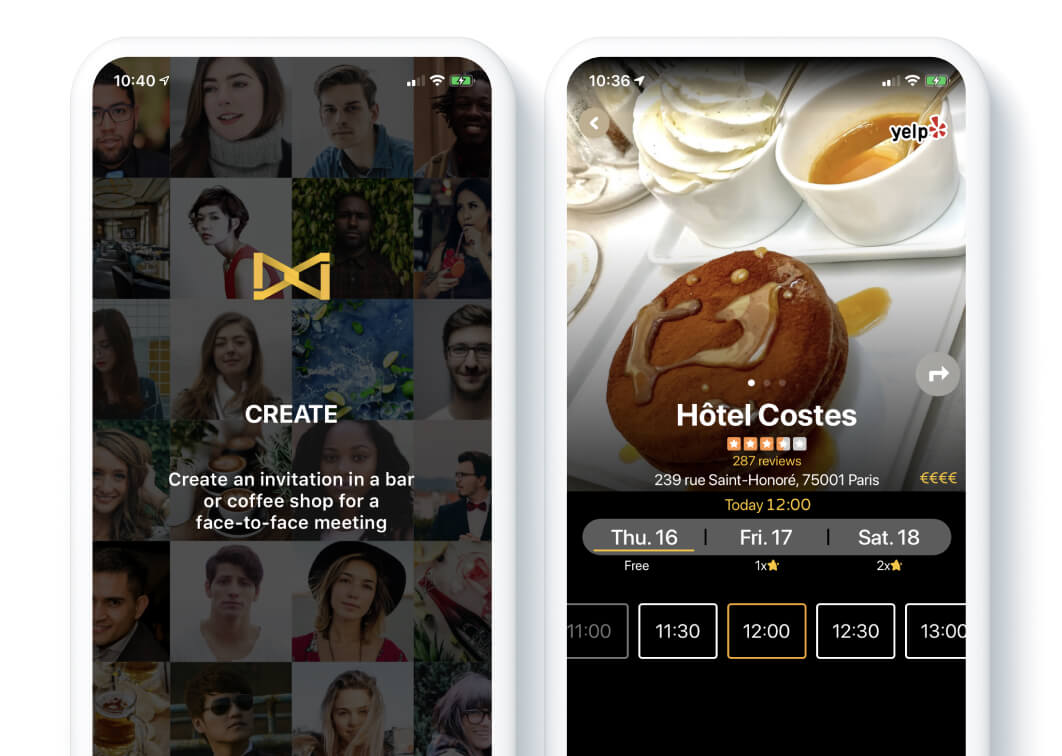 10:40
CREATE
Create an invitation in a bar
or coffee shop for a
face-to-face meeting
10:36
yelp
Hôtel Costes
287 reviews
239 rue Saint-Honoré, 75001 Paris
€€€€
Today 12:00
Thu. 16
Fri. 17
Sat. 18
Free
1x
2x
11:00
11:30
12:00
12:30
13:00